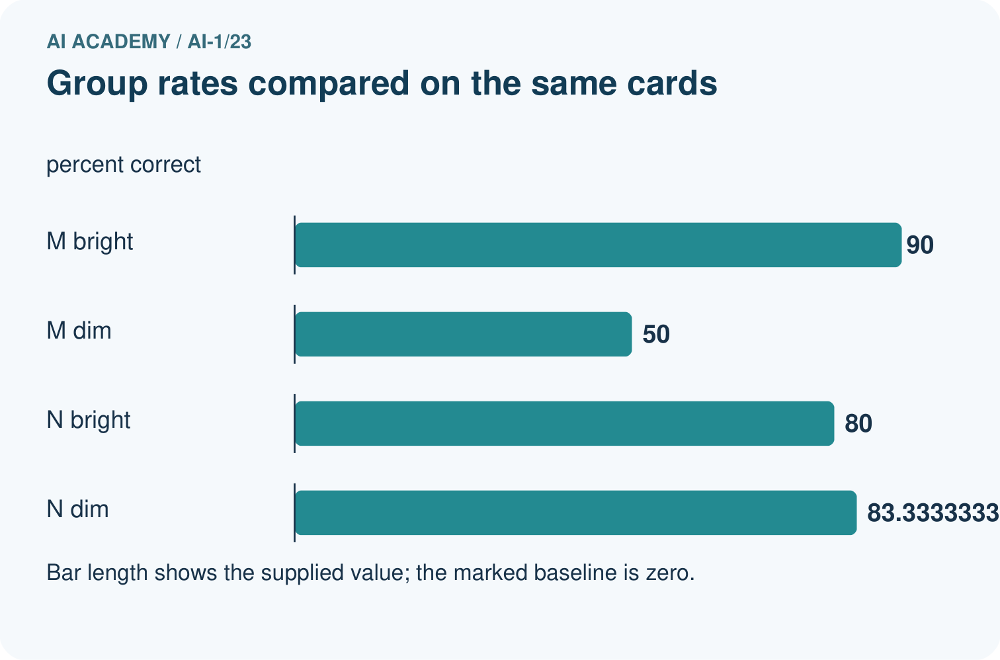 AI ACADEMY / AI-1/23
Group rates compared on the same cards
percent correct
M bright 90
M dim 50
N bright 80
N dim 83.3333333
Bar length shows the supplied value; the marked baseline is zero.